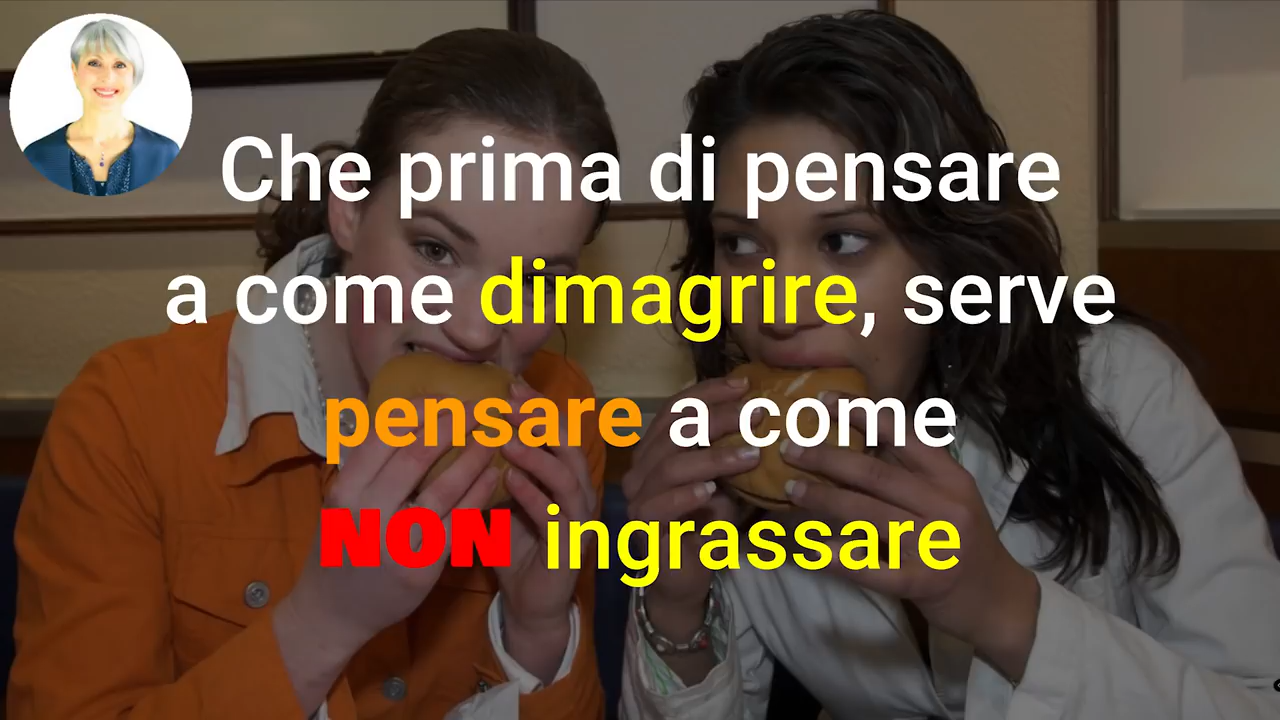 Che prima di pensare
a come dimagrire, serve
pensare a come
NON ingrassare